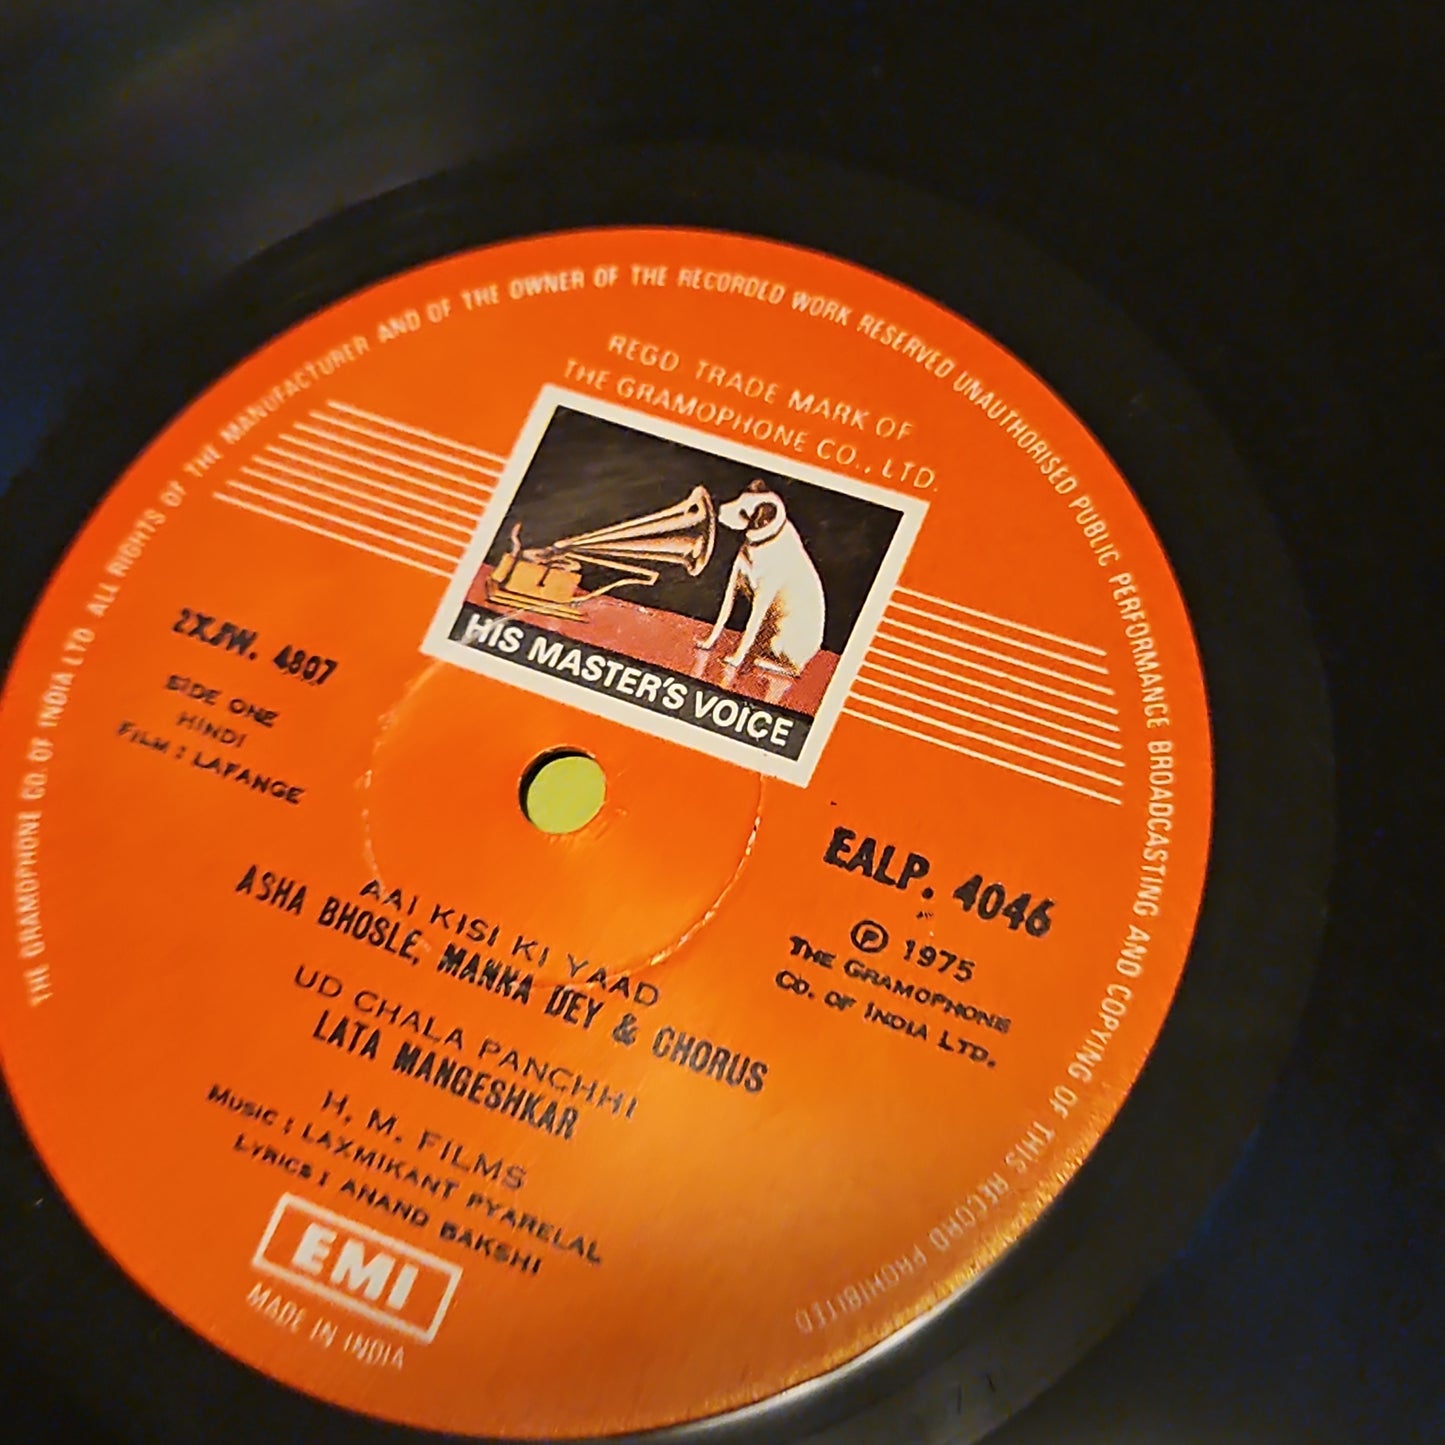 THE GRAMOPHONE CO. OF INDIA LTD ALL RIGHTS OF THE MANUFACTURER AND OF THE OWNER OF THE RECORDED WORK RESERVED UNAUTHORISED PUBLIC PERFORMANCE BROADCASTING AND COPYING OF THIS RECORD PROHIBITED
REGD TRADE MARK OF
THE GRAMOPHONE CO., LTD.
HIS MASTER'S VOICE
2XJW. 4807
SIDE ONE
HINDI
FILM : LAFANGE
EALP. 4046
Ⓟ 1975
THE GRAMOPHONE
CO. OF INDIA LTD.
AAI KISI KI YAAD
ASHA BHOSLE, MANNA DEY & CHORUS
UD CHALA PANCHHI
LATA MANGESHKAR
H. M. FILMS
MUSIC : LAXMIKANT PYARELAL
LYRICS : ANAND BAKSHI
EMI
MADE IN INDIA